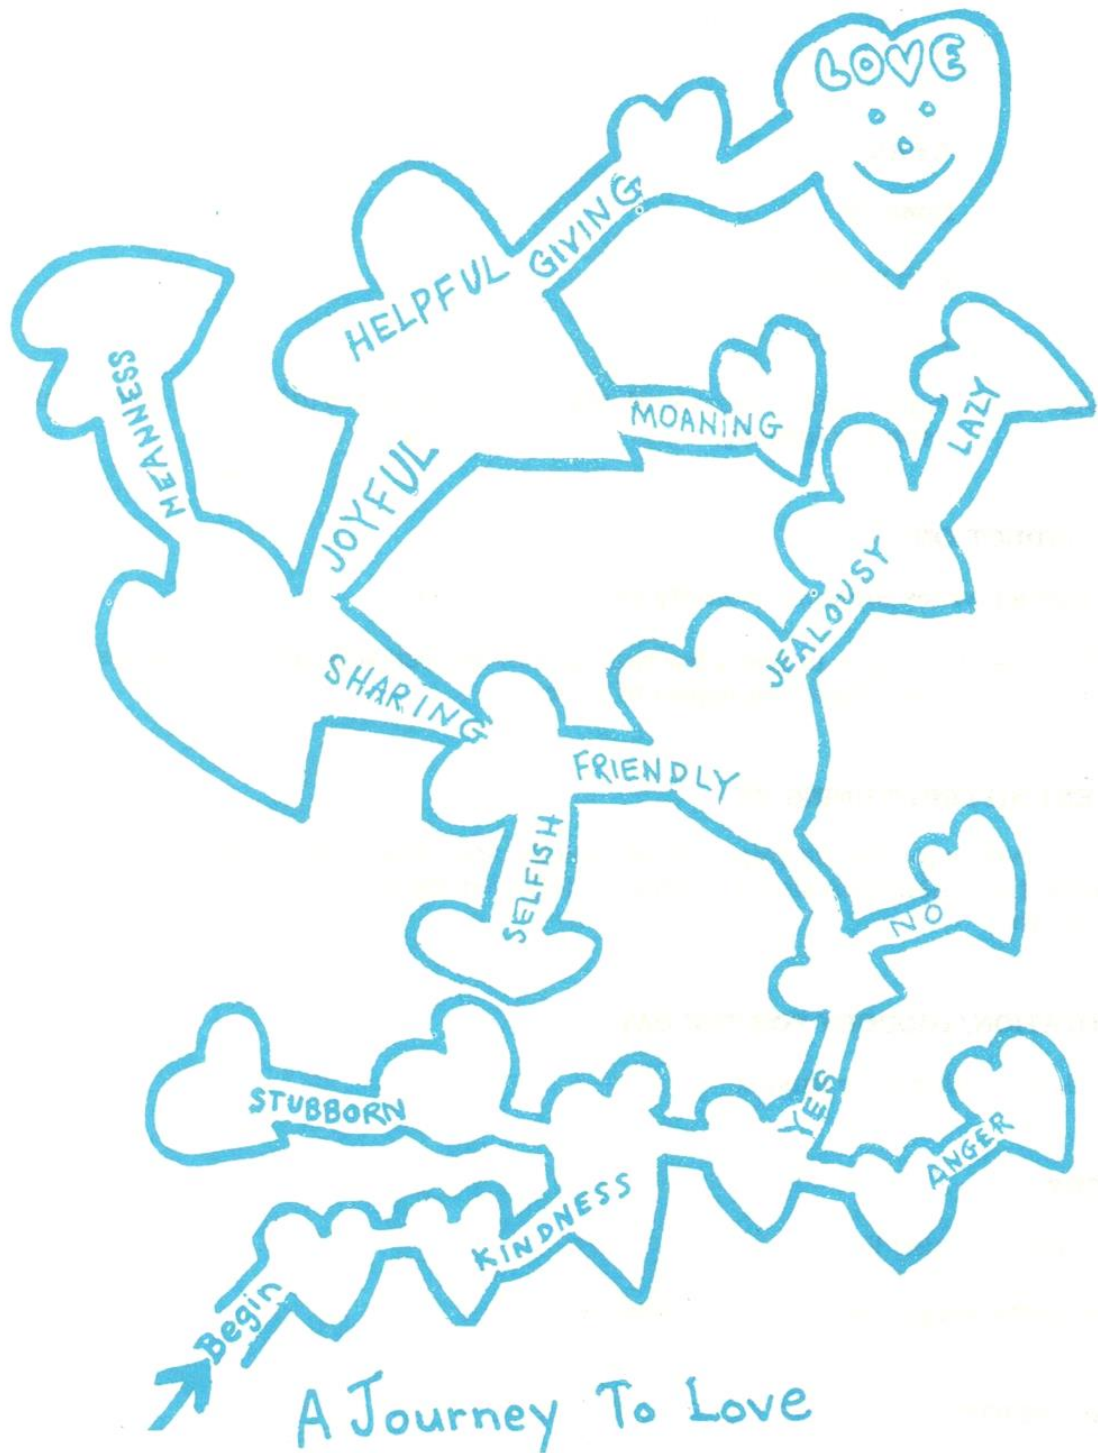 LOVE
GIVING
HELPFUL
MEANNESS
MOANING
LAZY
JOYFUL
JEALOUSY
SHARING
FRIENDLY
SELFISH
NO
YES
STUBBORN
ANGER
KINDNESS
Begin
A Journey To Love